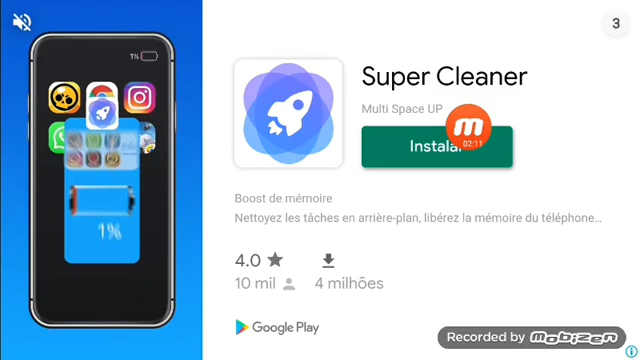 1%
3
Super Cleaner
Multi Space UP
Instalar
02:11
1%
Boost de mémoire
Nettoyez les tâches en arrière-plan, libérez la mémoire du téléphone…
4.0
10 mil
4 milhões
Google Play
Recorded by Mobizen